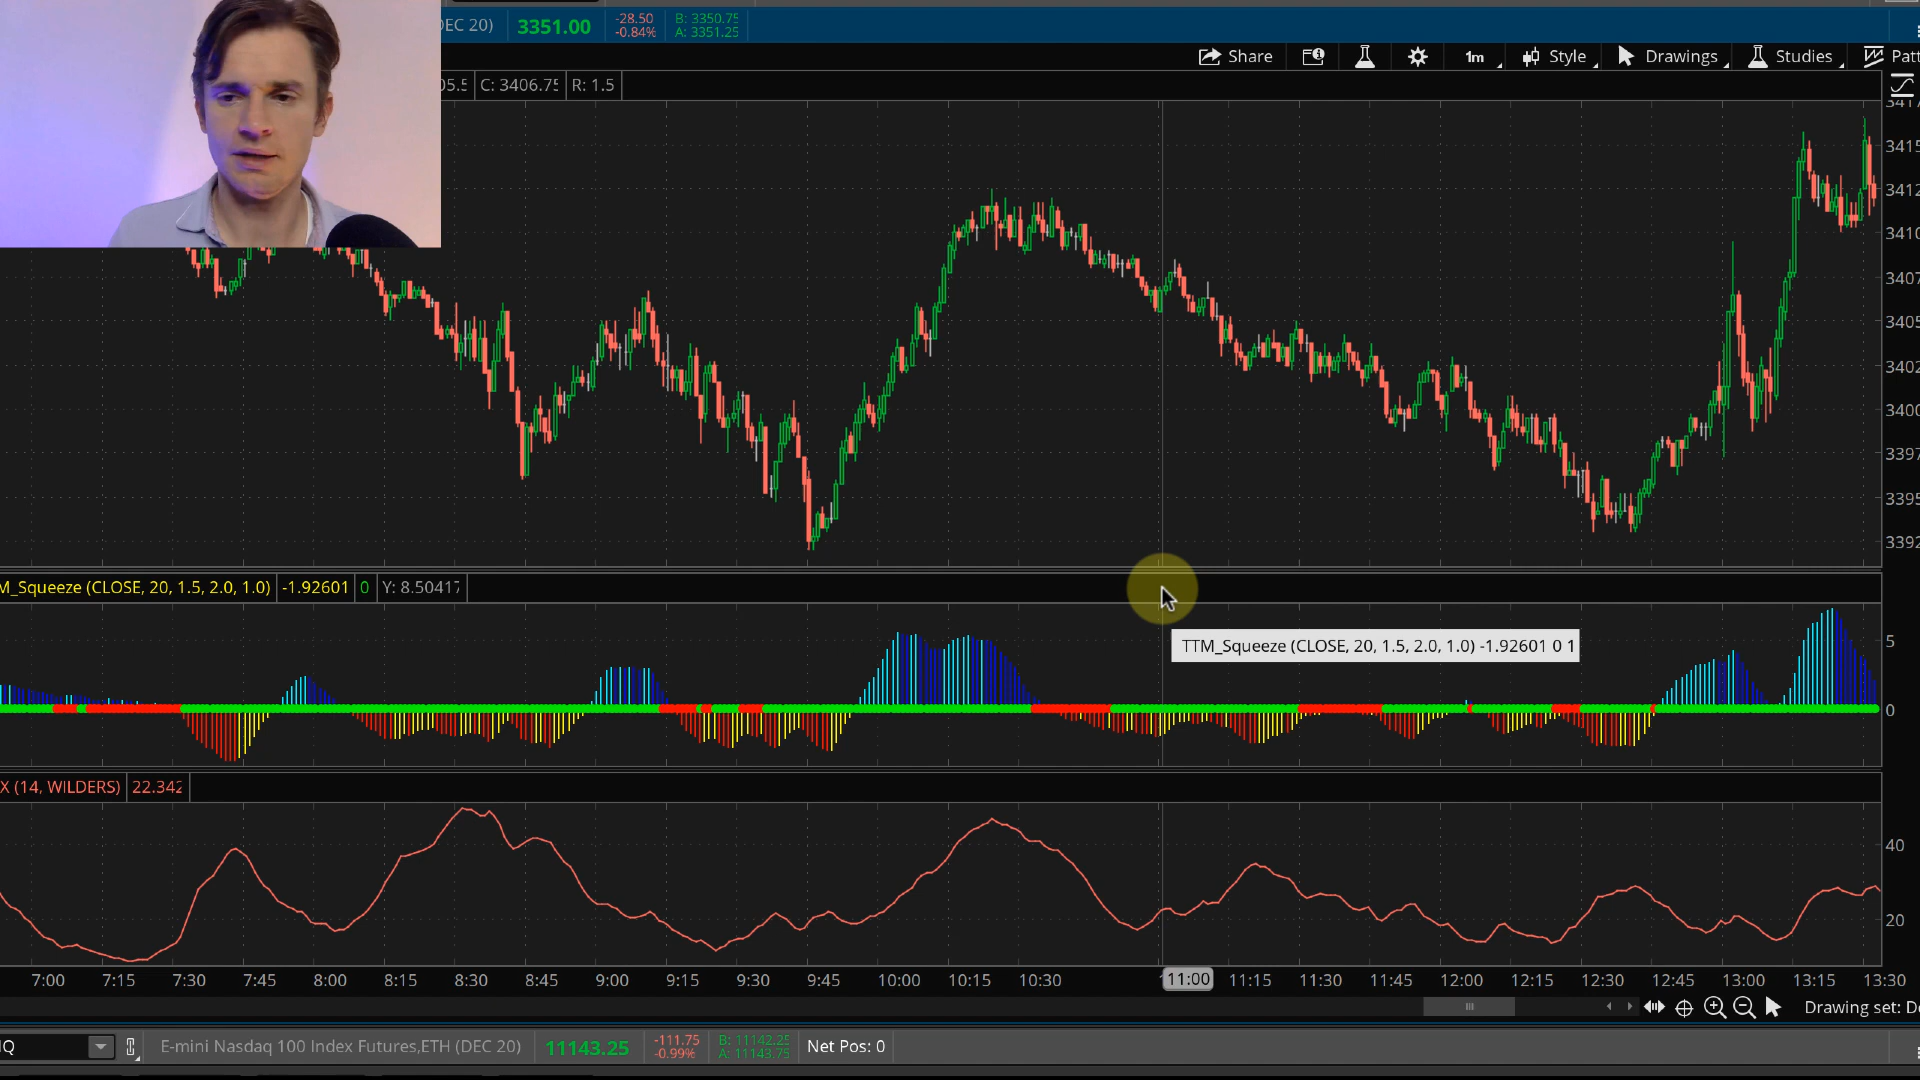 DEC 20) 3351.00 -28.50 B: 3350.75
-0.84% A: 3351.25
Share 1m Style Drawings Studies Patt
05.5 C: 3406.75 R: 1.5
3415
3412
3410
3407
3405
3402
3400
3397
3395
3392
M_Squeeze (CLOSE, 20, 1.5, 2.0, 1.0) -1.92601 0 Y: 8.50417
5
TTM_Squeeze (CLOSE, 20, 1.5, 2.0, 1.0) -1.92601 0 1
0
X (14, WILDERS) 22.342
40
20
7:00 7:15 7:30 7:45 8:00 8:15 8:30 8:45 9:00 9:15 9:30 9:45 10:00 10:15 10:30 11:00 11:15 11:30 11:45 12:00 12:15 12:45 13:00 13:15 13:30
Drawing set: De
IQ E-mini Nasdaq 100 Index Futures,ETH (DEC 20) 11143.25 -111.75 B: 11142.25 Net Pos: 0
-0.99% A: 11143.75